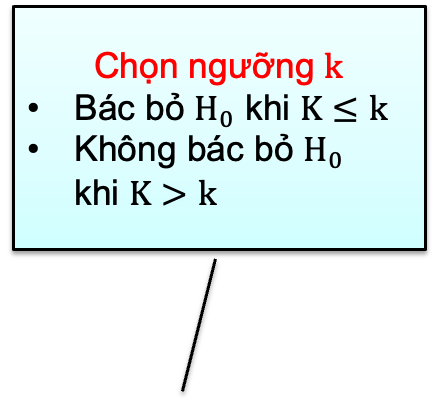 Chọn ngưỡng k
• Bác bỏ H₀ khi K ≤ k
• Không bác bỏ H₀
khi K > k